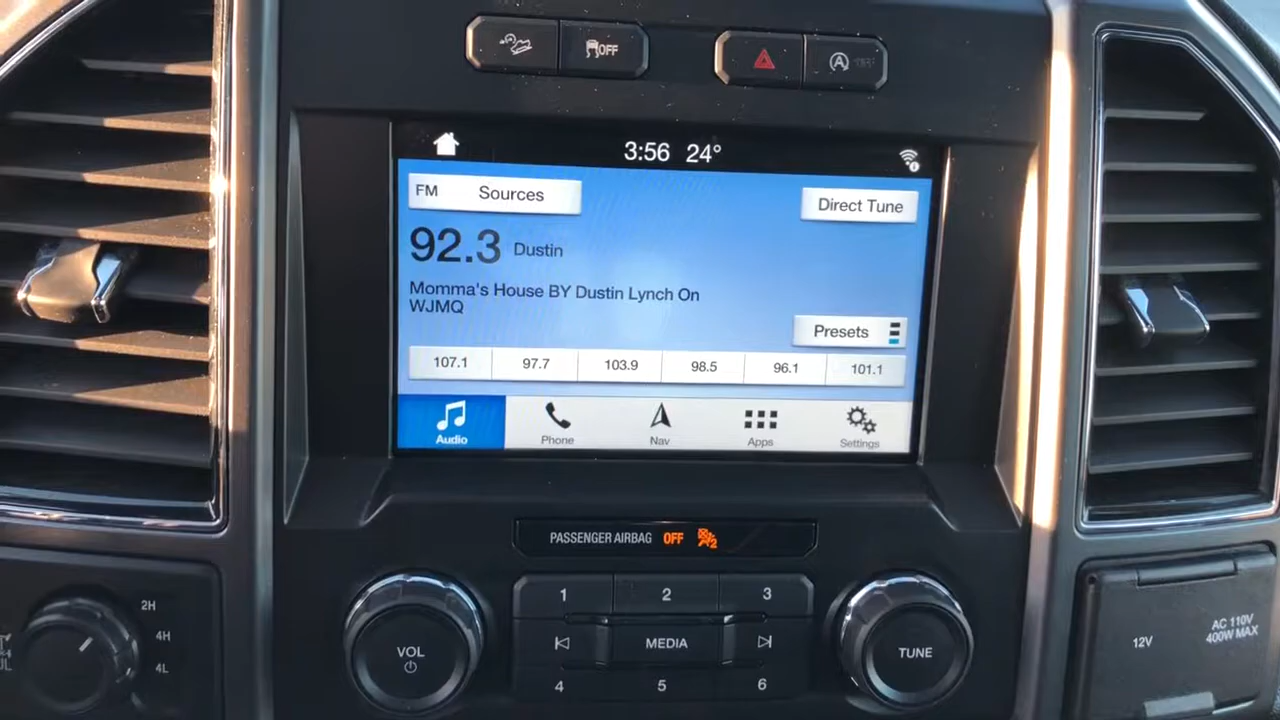 OFF
A OFF
3:56 24°
FM Sources
Direct Tune
92.3 Dustin
Momma's House BY Dustin Lynch On
WJMQ
Presets
107.1 97.7 103.9 98.5 96.1 101.1
Audio Phone Nav Apps Settings
PASSENGER AIRBAG OFF 2
1 2 3
VOL MEDIA TUNE
4 5 6
2H
4H
4L
12V
AC 110V
400W MAX